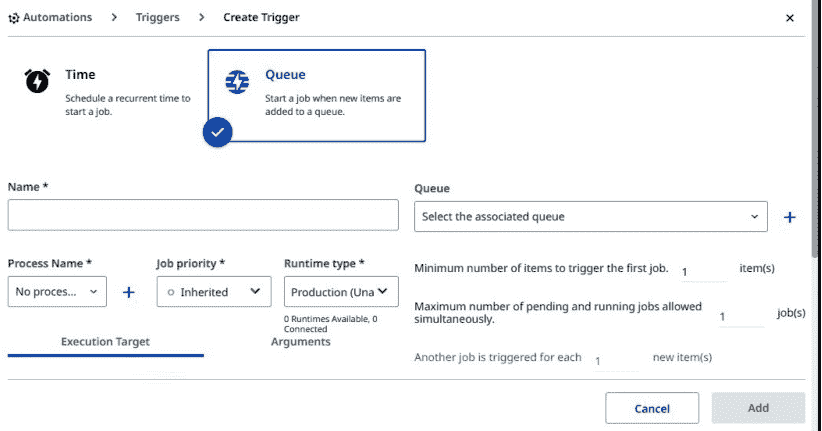 Automations > Triggers > Create Trigger ×
Time
Schedule a recurrent time to
start a job.
Queue
Start a job when new items are
added to a queue.
Name *
Queue
Select the associated queue
Process Name *
No proces...
Job priority *
Inherited
Runtime type *
Production (Una
0 Runtimes Available, 0
Connected
Minimum number of items to trigger the first job. 1 item(s)
Maximum number of pending and running jobs allowed
simultaneously. 1 job(s)
Another job is triggered for each 1 new item(s)
Execution Target
Arguments
Cancel
Add